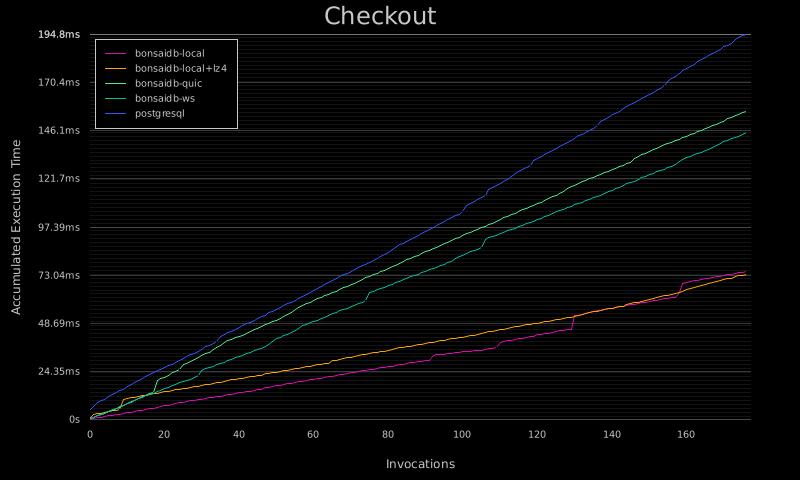 Checkout
194.8ms
170.4ms
146.1ms
121.7ms
97.39ms
73.04ms
48.69ms
24.35ms
0s
Accumulated Execution Time
bonsaidb-local
bonsaidb-local+lz4
bonsaidb-quic
bonsaidb-ws
postgresql
0 20 40 60 80 100 120 140 160
Invocations